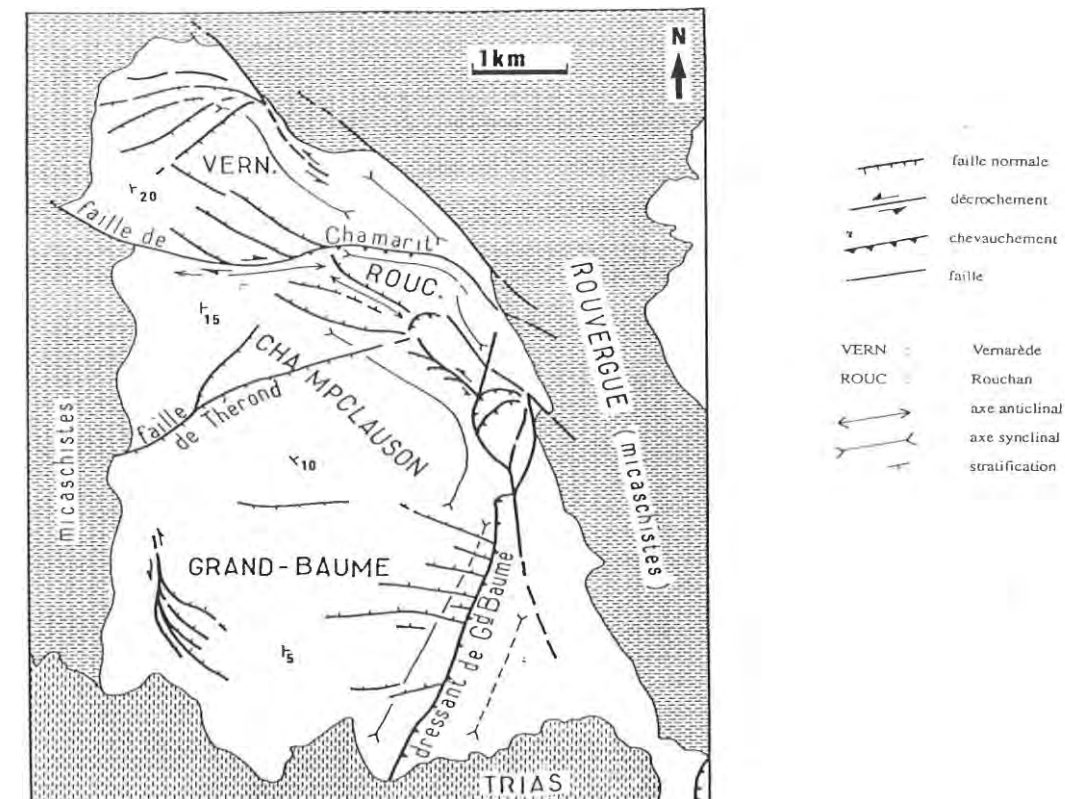 1km
N
VERN.
20
faille de Chamarit
ROUC.
15
CHAMPCLAUSON
faille de Thérond
10
micaschistes
ROUVERGUE (micaschistes)
GRAND-BAUME
5
dressant de Gd Baume
TRIAS
faille normale
décrochement
chevauchement
faille
VERN : Vernarède
ROUC : Rouchan
axe anticlinal
axe synclinal
stratification